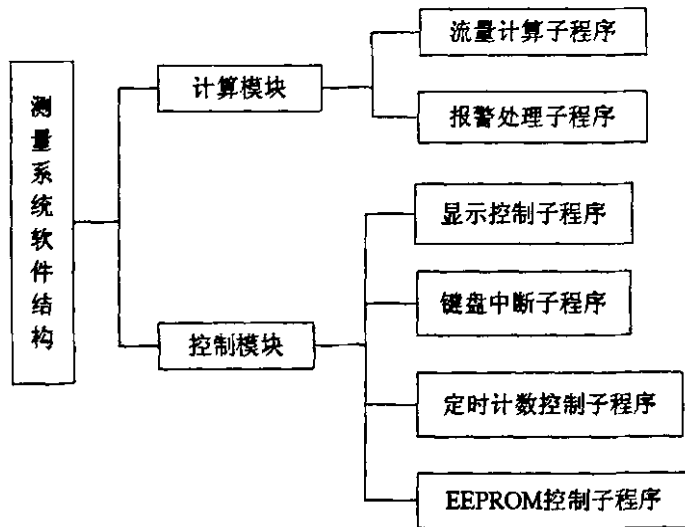 测量系统软件结构
计算模块
流量计算子程序
报警处理子程序
控制模块
显示控制子程序
键盘中断子程序
定时计数控制子程序
EEPROM控制子程序